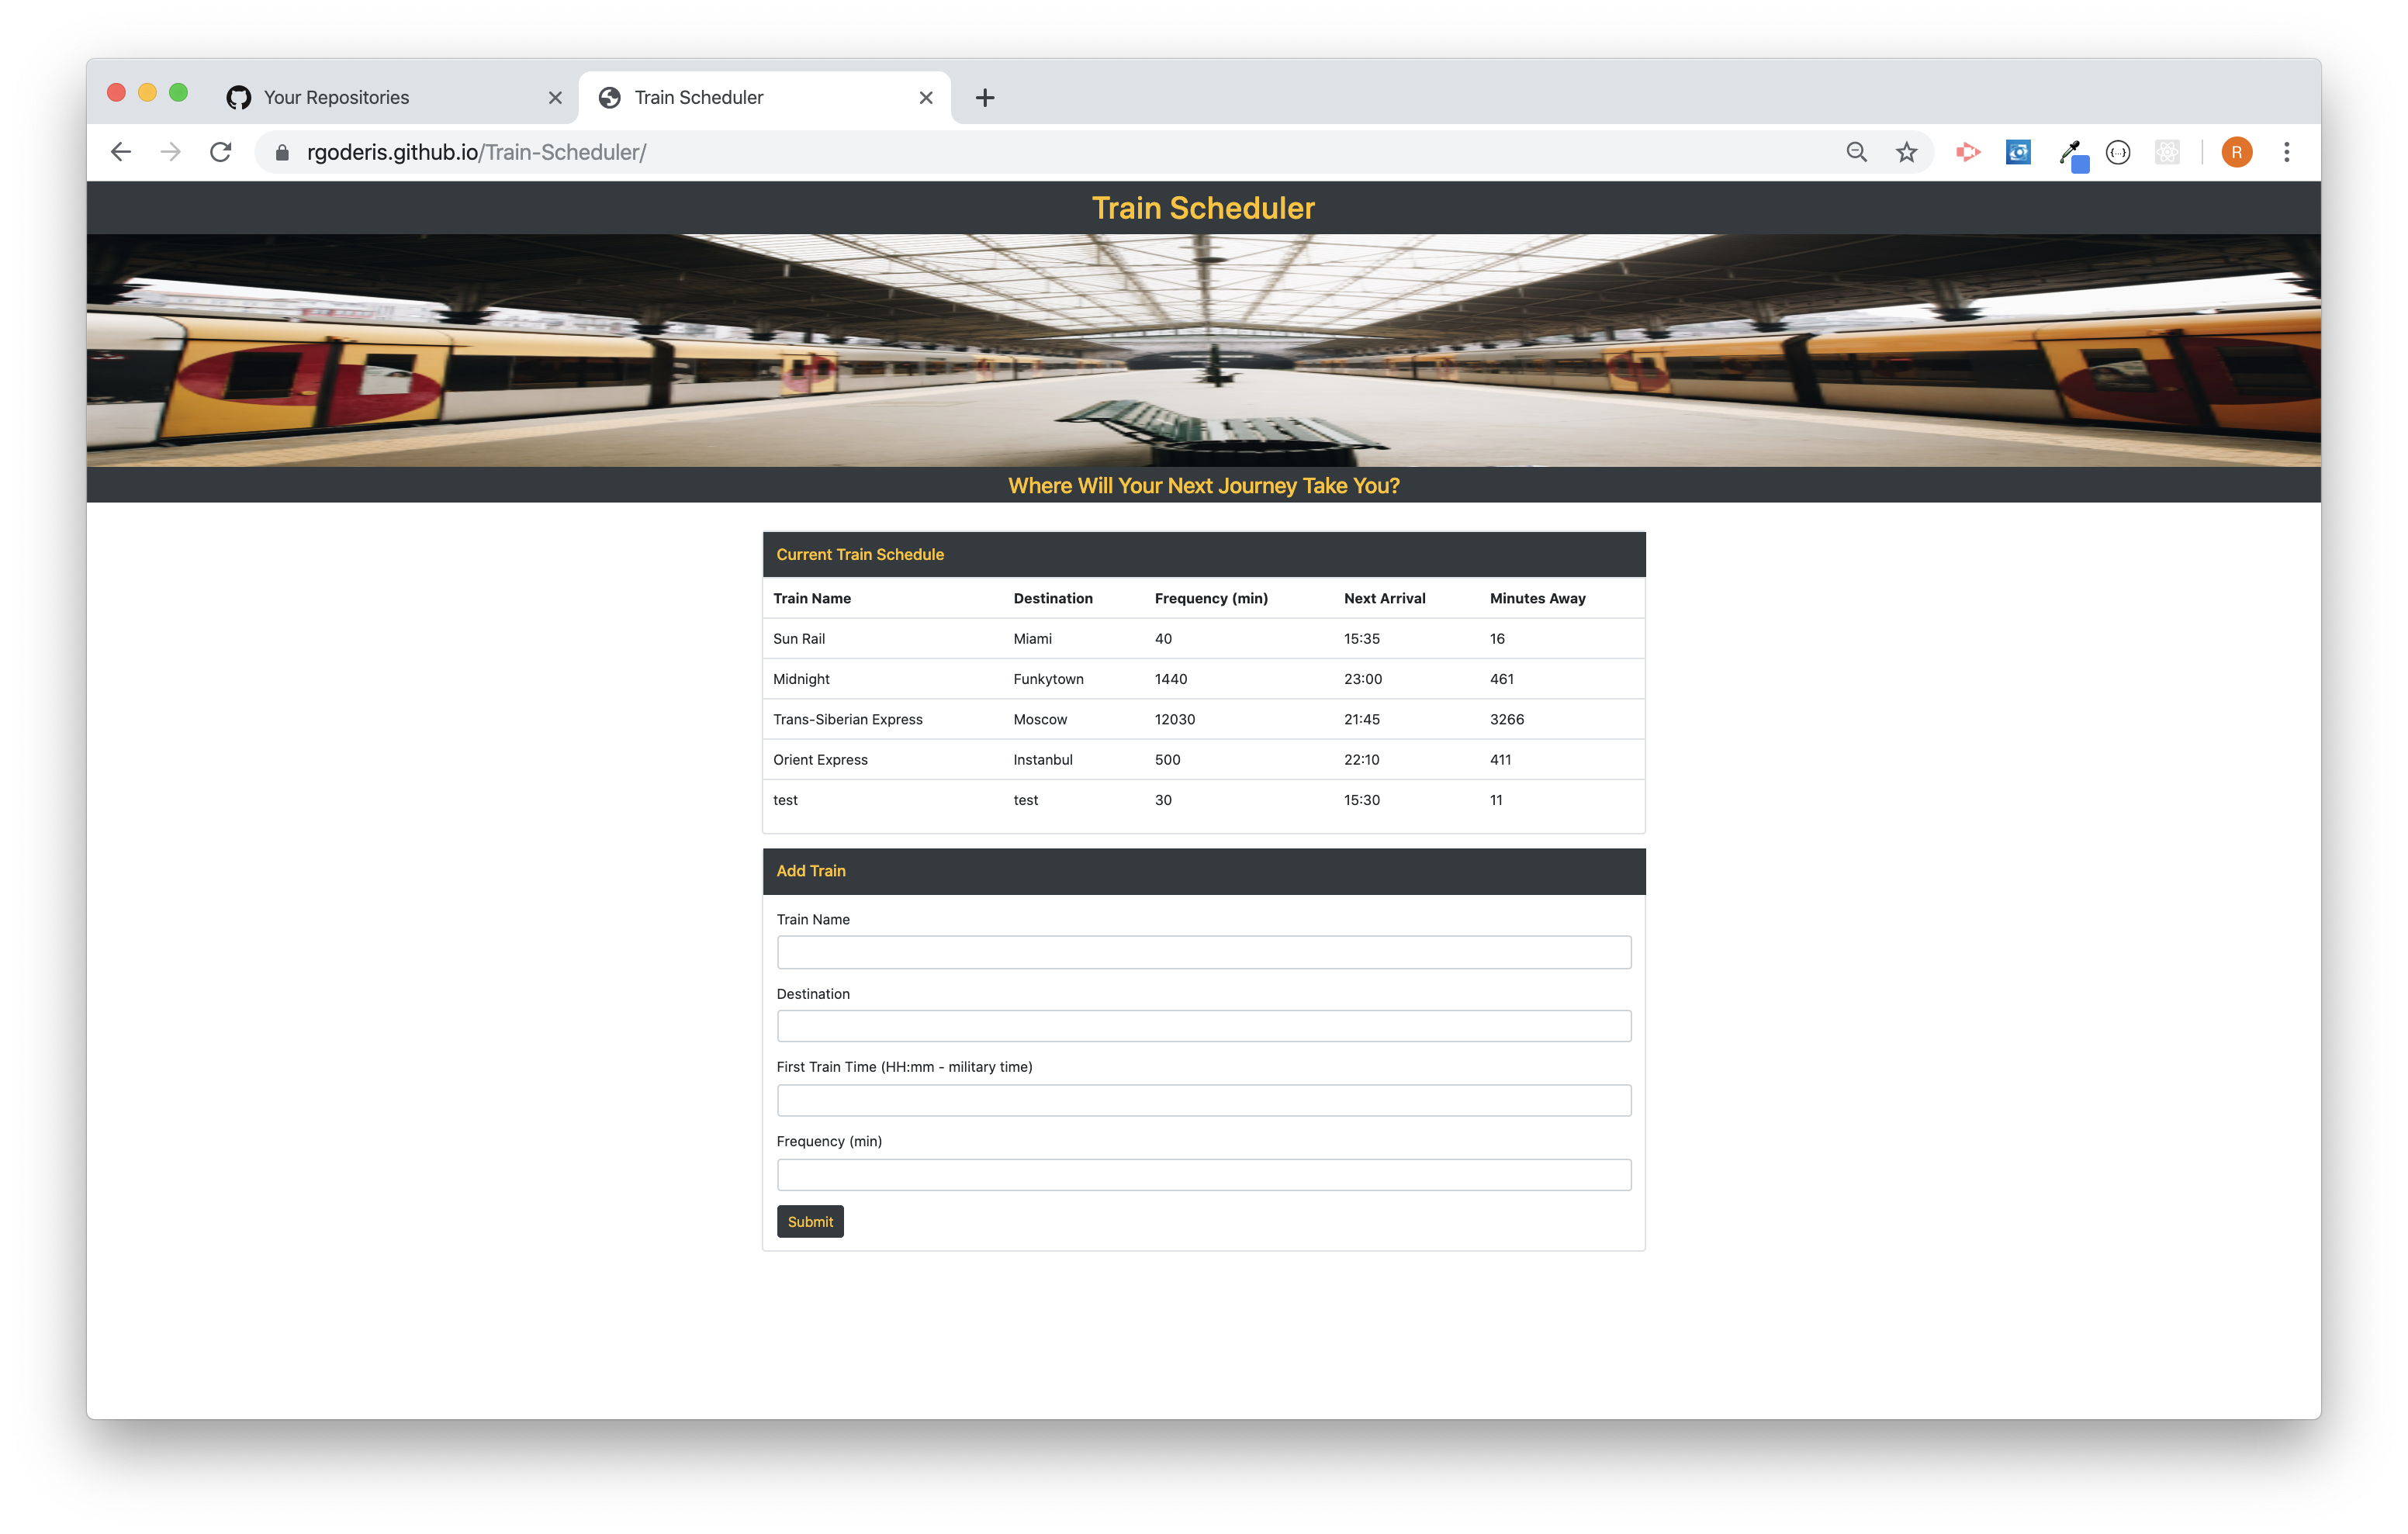 Your Repositories
Train Scheduler
rgoderis.github.io/Train-Scheduler/
R
Train Scheduler
Where Will Your Next Journey Take You?
Current Train Schedule
Train Name Destination Frequency (min) Next Arrival Minutes Away
Sun Rail Miami 40 15:35 16
Midnight Funkytown 1440 23:00 461
Trans-Siberian Express Moscow 12030 21:45 3266
Orient Express Instanbul 500 22:10 411
test test 30 15:30 11
Add Train
Train Name
Destination
First Train Time (HH:mm - military time)
Frequency (min)
Submit